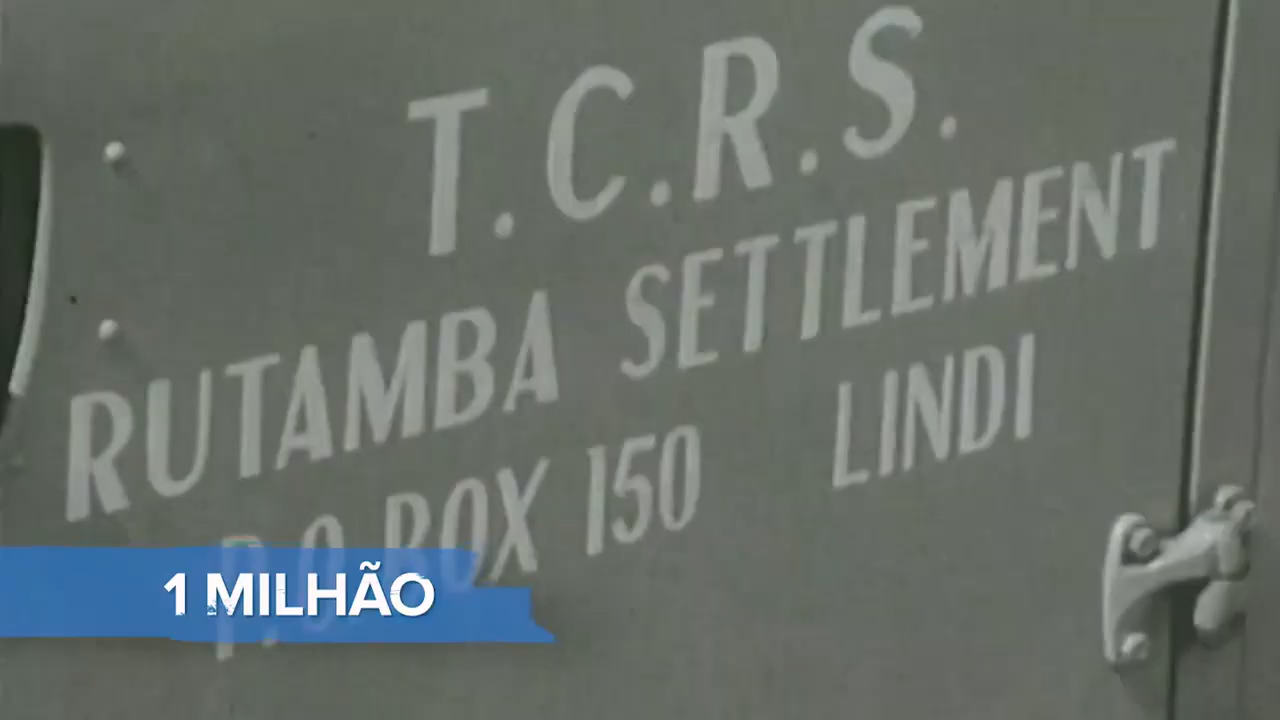 T.C.R.S.
RUTAMBA SETTLEMENT
P.O BOX 150 LINDI
1 MILHÃO